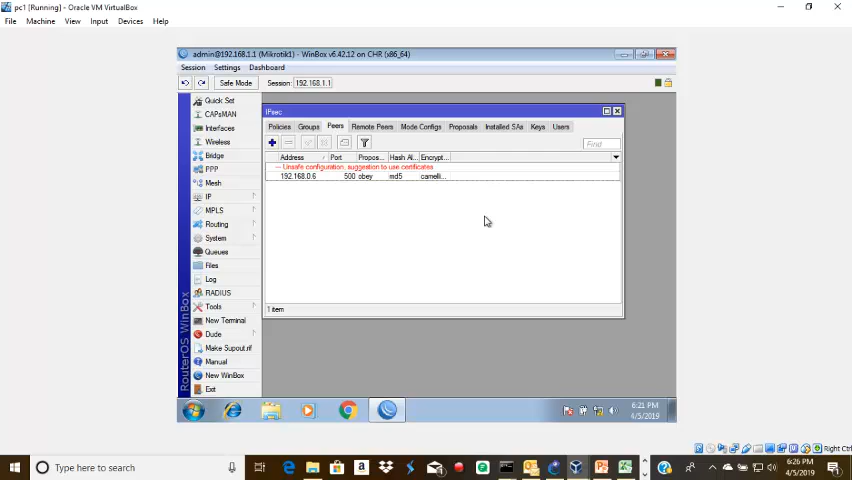 pc1 [Running] - Oracle VM VirtualBox
File Machine View Input Devices Help
admin@192.168.1.1 (Mikrotik1) - WinBox v6.42.12 on CHR (x86_64)
Session Settings Dashboard
Safe Mode Session: 192.168.1.1
Quick Set
CAPsMAN
Interfaces
Wireless
Bridge
PPP
Mesh
IP
MPLS
Routing
System
Queues
Files
Log
RADIUS
Tools
New Terminal
Dude
Make Supout.rif
Manual
New WinBox
Exit
RouterOS WinBox
IPsec
Policies Groups Peers Remote Peers Mode Configs Proposals Installed SAs Keys Users
Find
Address Port Propos... Hash Al... Encrypt...
Unsafe configuration, suggestion to use certificates
192.168.0.6 500 obey md5 camelli...
1 item
6:21 PM
4/5/2019
Right Ctrl
Type here to search
6:26 PM
4/5/2019